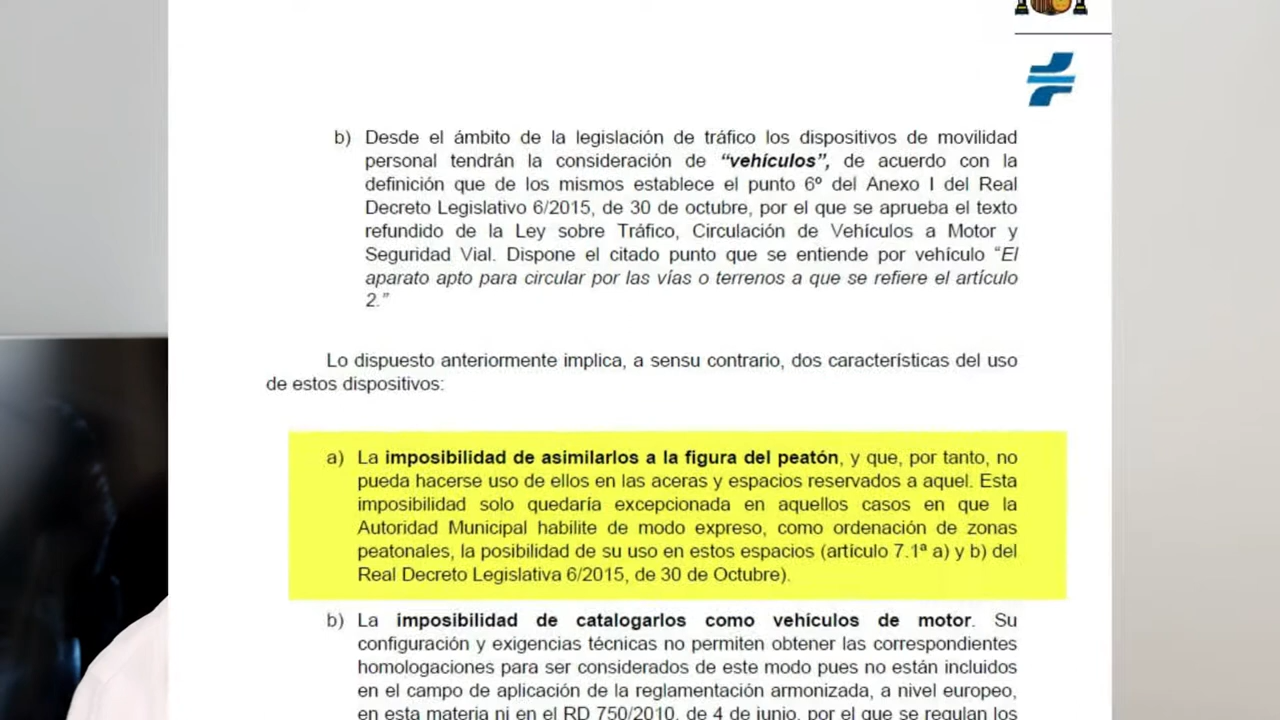 b) Desde el ámbito de la legislación de tráfico los dispositivos de movilidad
personal tendrán la consideración de “vehículos”, de acuerdo con la
definición que de los mismos establece el punto 6º del Anexo I del Real
Decreto Legislativo 6/2015, de 30 de octubre, por el que se aprueba el texto
refundido de la Ley sobre Tráfico, Circulación de Vehículos a Motor y
Seguridad Vial. Dispone el citado punto que se entiende por vehículo “El
aparato apto para circular por las vías o terrenos a que se refiere el artículo
2.”
Lo dispuesto anteriormente implica, a sensu contrario, dos características del uso
de estos dispositivos:
a) La imposibilidad de asimilarlos a la figura del peatón, y que, por tanto, no
pueda hacerse uso de ellos en las aceras y espacios reservados a aquel. Esta
imposibilidad solo quedaría excepcionada en aquellos casos en que la
Autoridad Municipal habilite de modo expreso, como ordenación de zonas
peatonales, la posibilidad de su uso en estos espacios (artículo 7.1ª a) y b) del
Real Decreto Legislativa 6/2015, de 30 de Octubre).
b) La imposibilidad de catalogarlos como vehículos de motor. Su
configuración y exigencias técnicas no permiten obtener las correspondientes
homologaciones para ser considerados de este modo pues no están incluidos
en el campo de aplicación de la reglamentación armonizada, a nivel europeo,
en esta materia ni en el RD 750/2010, de 4 de junio, por el que se regulan los